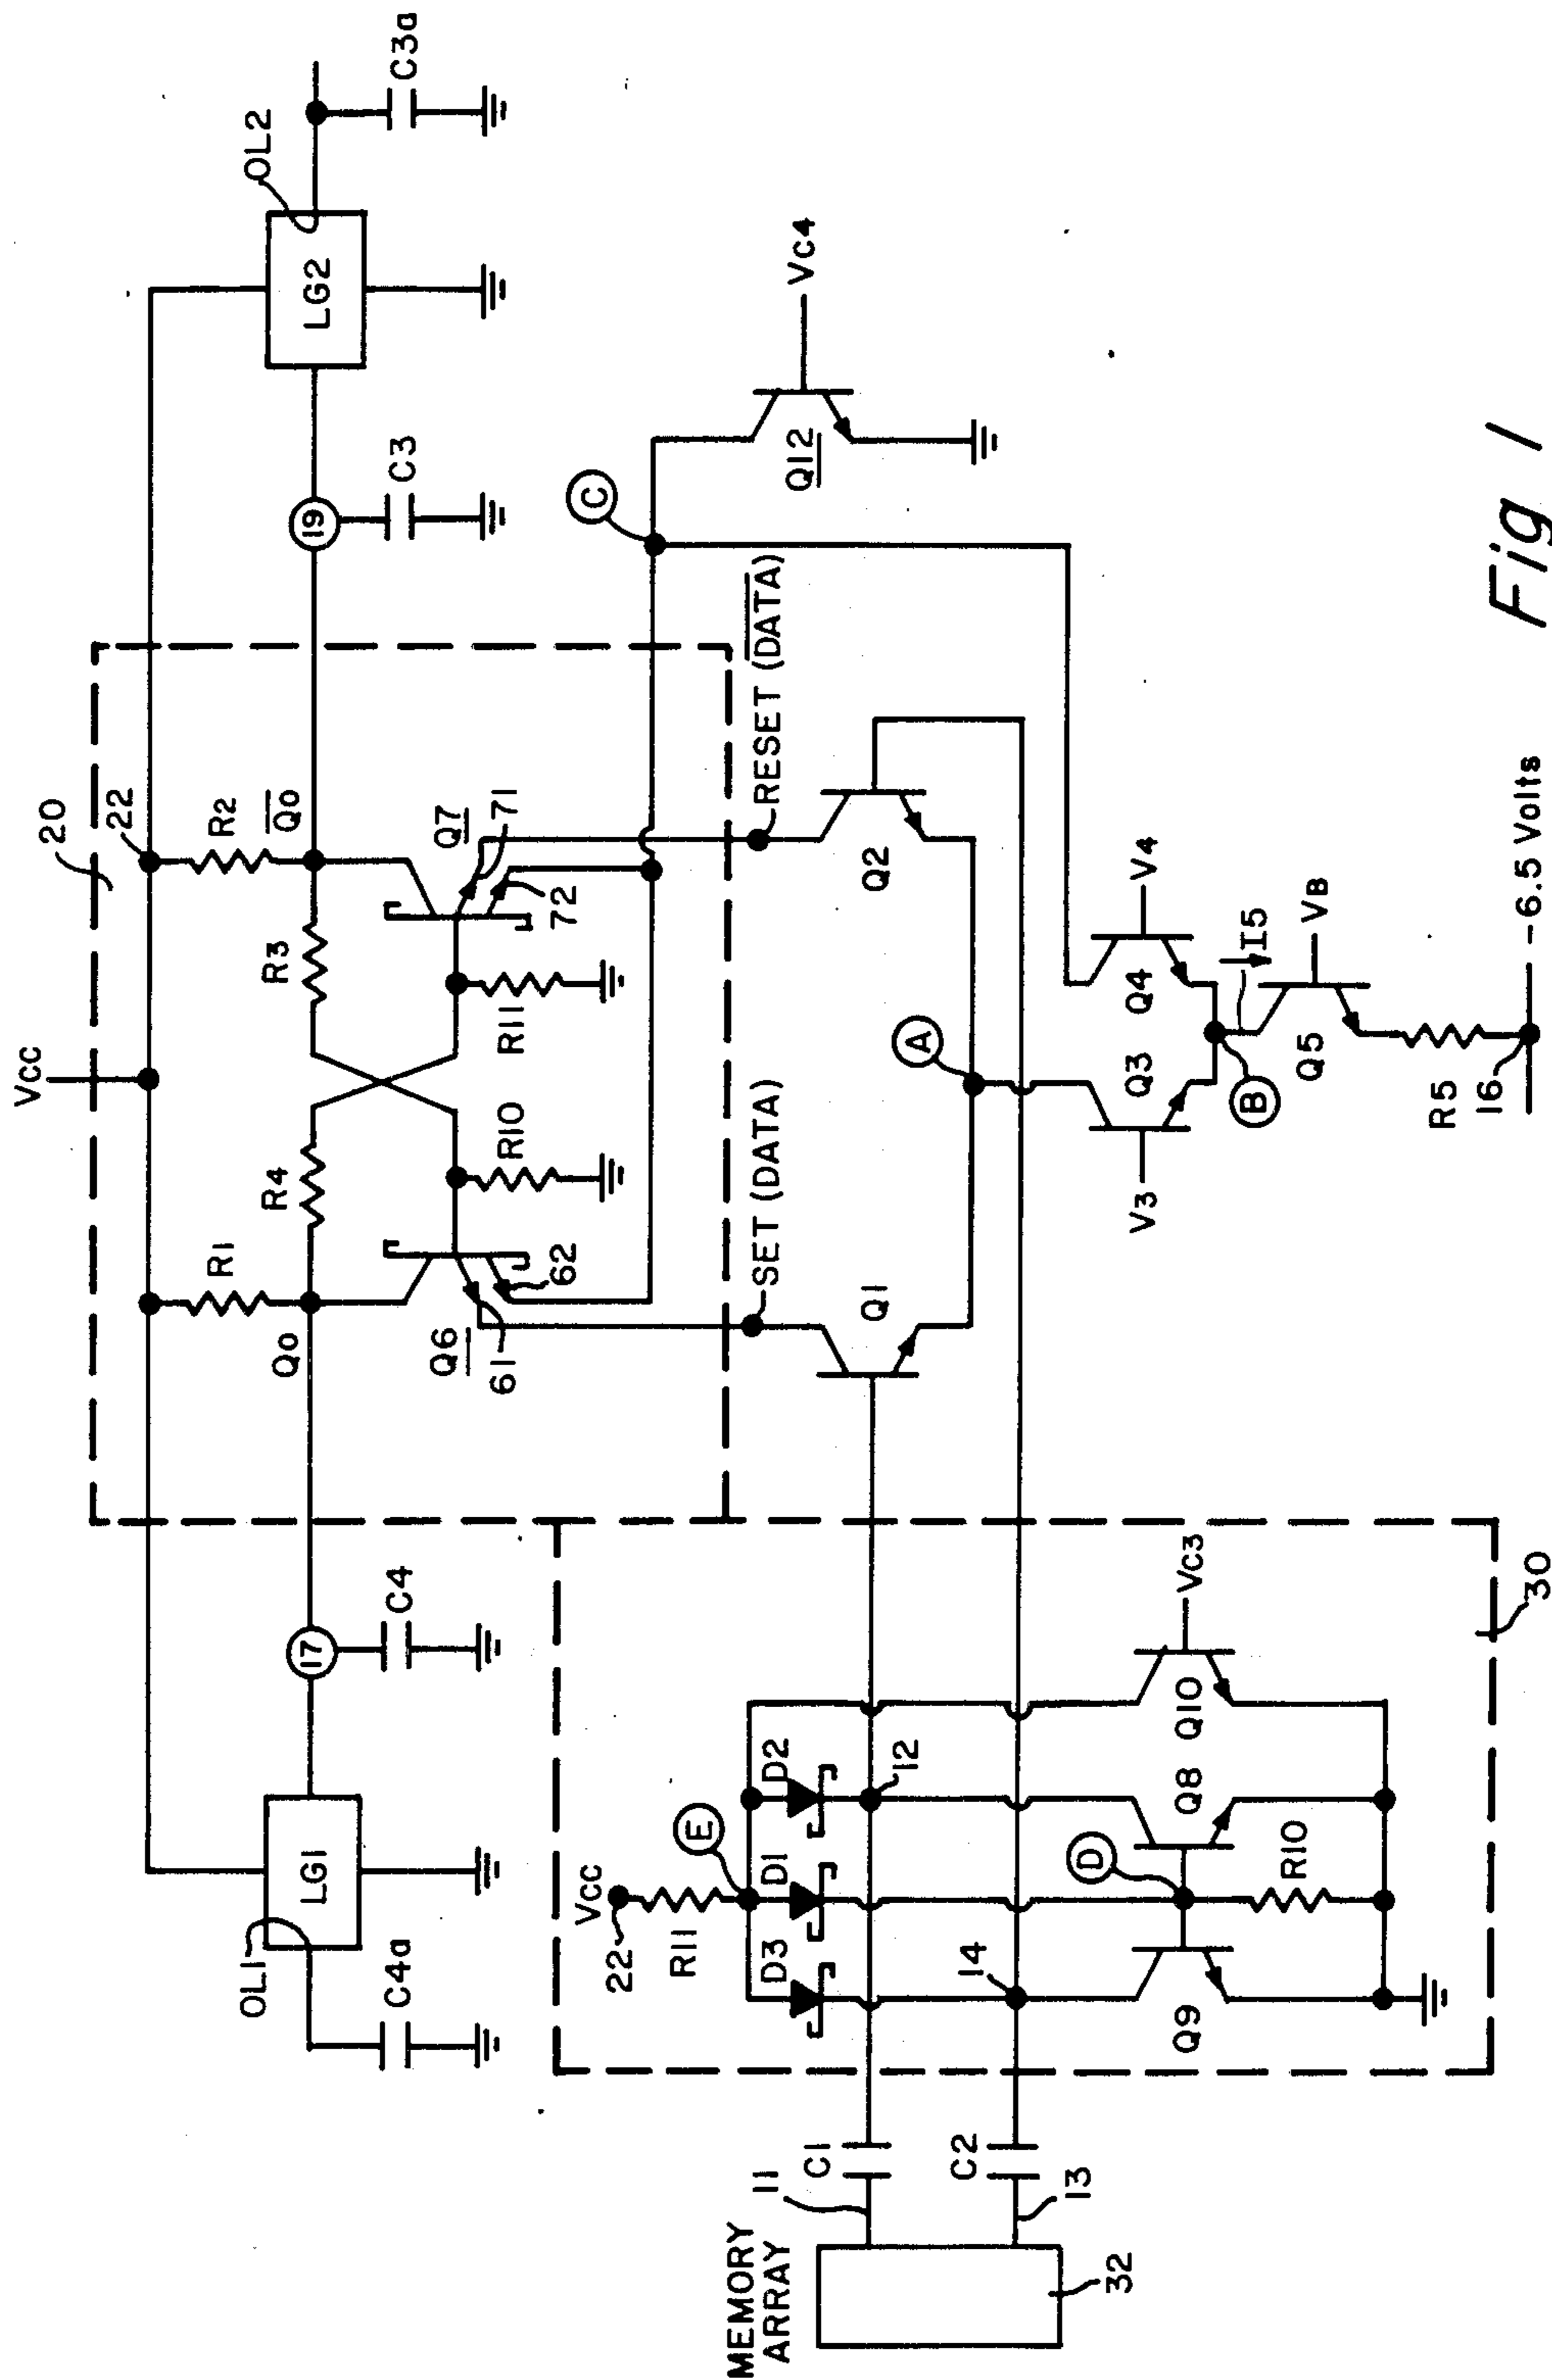 Vcc
20
22
R1
R2
Qo
Q̅o̅
R4
R3
17
C4
19
C3
LG1
OL1
C4a
LG2
OL2
C3a
Q6
61
62
R10
R11
Q7
71
72
SET (DATA)
RESET (D̅A̅T̅A̅)
C
Q12
Vc4
Q1
Q2
A
V3
Q3
Q4
V4
B
I5
Q5
VB
R5
16
-6.5 Volts
MEMORY
ARRAY
32
11
C1
13
C2
Vcc
22
R11
E
D3
D1
D2
12
14
D
Q9
Q8
R10
Q10
Vc3
30
Fig 1